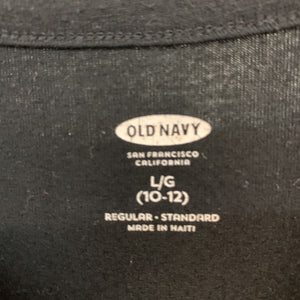 OLD NAVY
SAN FRANCISCO
CALIFORNIA
L/G
(10-12)
REGULAR • STANDARD
MADE IN HAITI